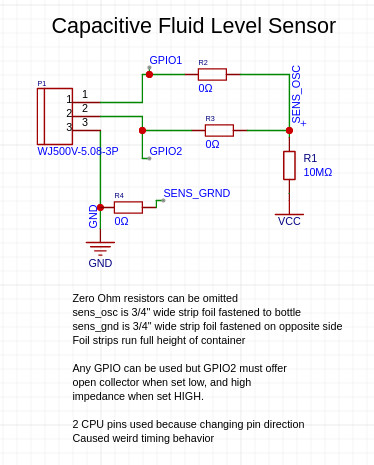 Capacitive Fluid Level Sensor
GPIO1
R2
0Ω
SENS_OSC
P1
1
1
2
2
3
3
R3
0Ω
WJ500V-5.08-3P
GPIO2
R1
10MΩ
R4
SENS_GRND
0Ω
GND
VCC
GND
Zero Ohm resistors can be omitted
sens_osc is 3/4" wide strip foil fastened to bottle
sens_gnd is 3/4" wide strip foil fastened on opposite side
Foil strips run full height of container
Any GPIO can be used but GPIO2 must offer
open collector when set low, and high
impedance when set HIGH.
2 CPU pins used because changing pin direction
Caused weird timing behavior